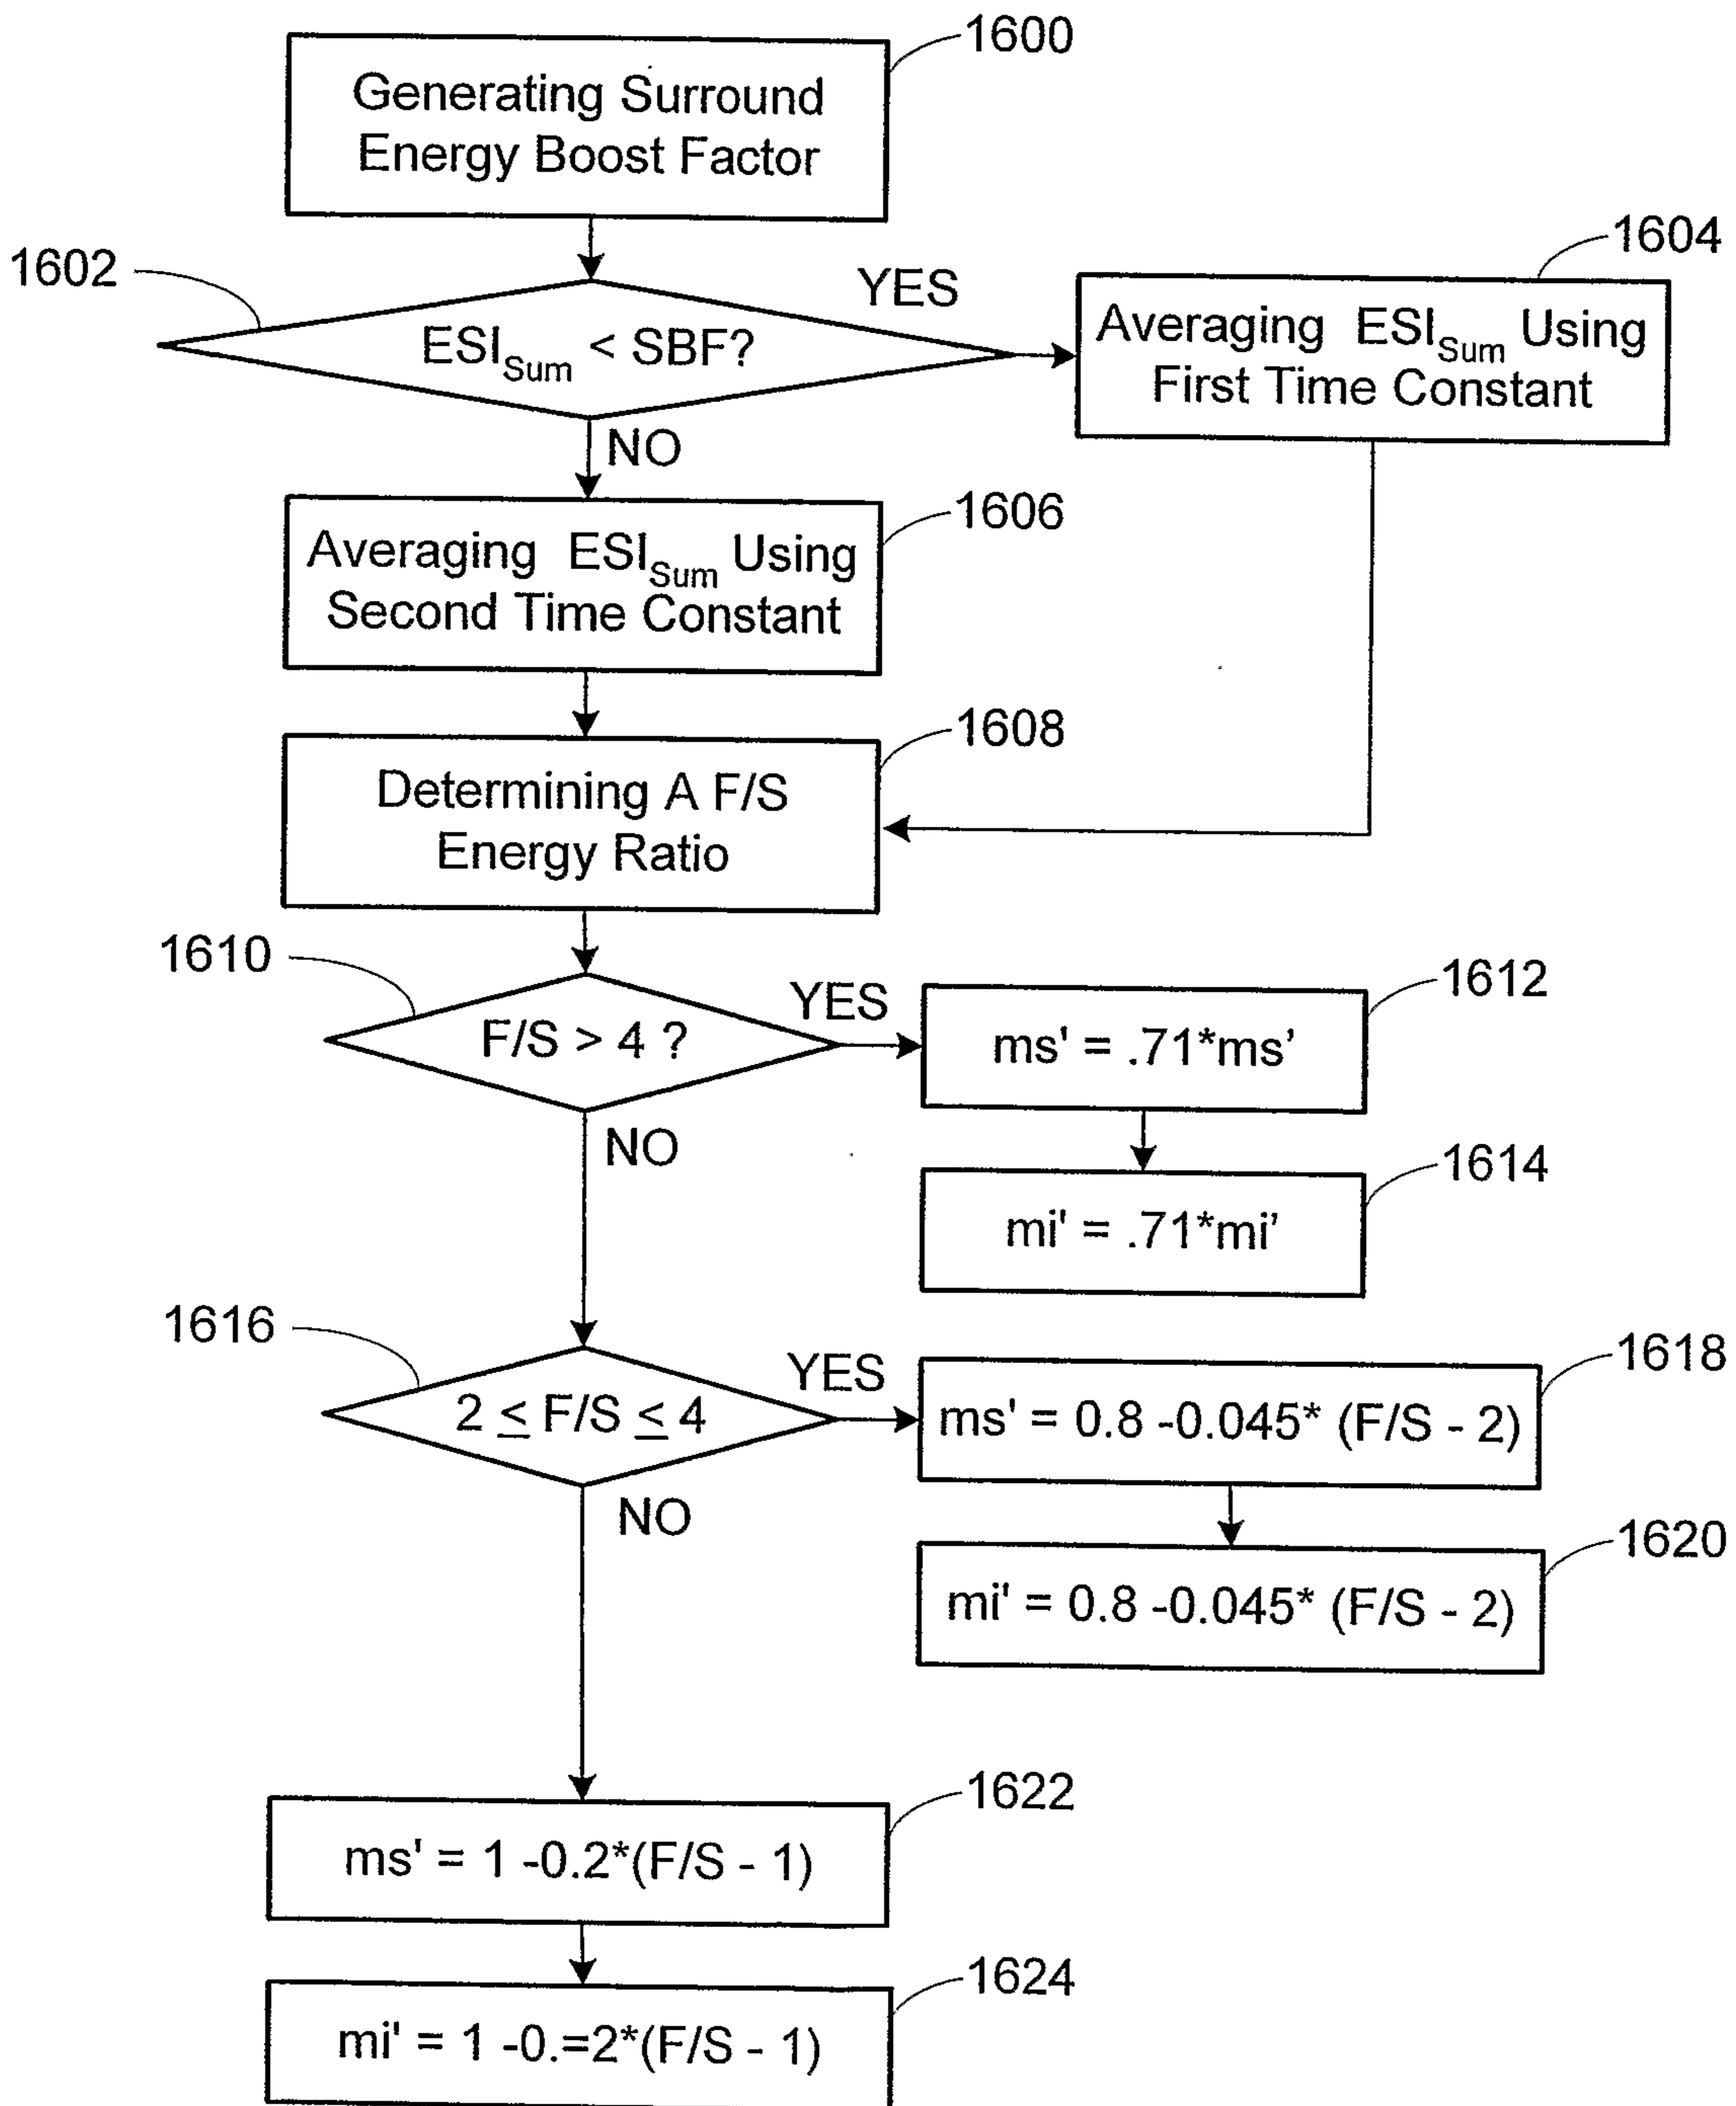 1600
Generating Surround
Energy Boost Factor
1602
YES
1604
ESI_Sum < SBF?
Averaging ESI_Sum Using
First Time Constant
NO
1606
Averaging ESI_Sum Using
Second Time Constant
1608
Determining A F/S
Energy Ratio
1610
YES
1612
F/S > 4 ?
ms' = .71*ms’
NO
1614
mi' = .71*mi’
1616
YES
1618
2 ≤ F/S ≤ 4
ms' = 0.8 -0.045* (F/S - 2)
NO
1620
mi' = 0.8 -0.045* (F/S - 2)
1622
ms' = 1 -0.2*(F/S - 1)
1624
mi' = 1 -0.=2*(F/S - 1)